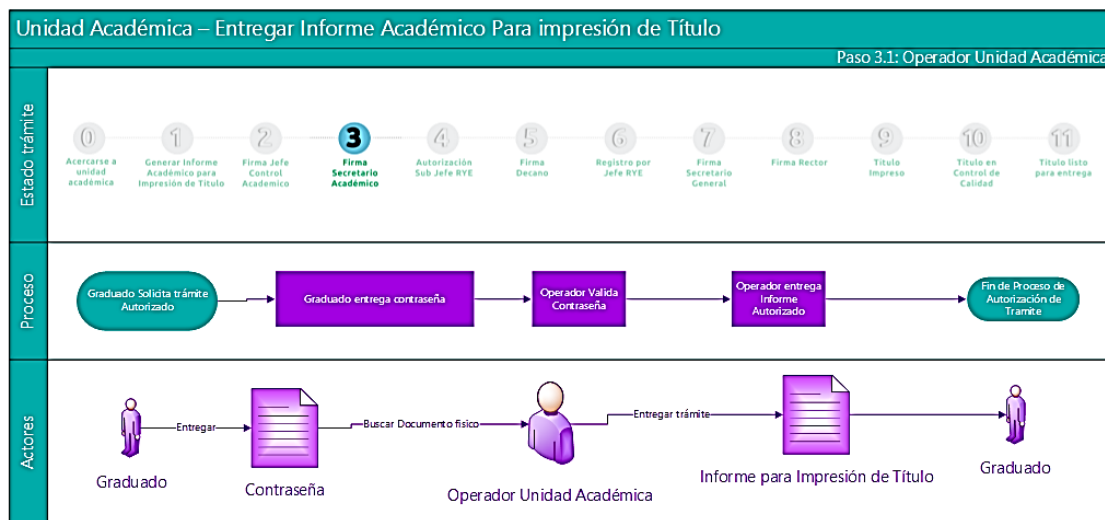 Unidad Académica – Entregar Informe Académico Para impresión de Título
Paso 3.1: Operador Unidad Académica
Estado trámite
0
Acercarse a
unidad
académica
1
Generar Informe
Académico para
Impresión de Título
2
Firma Jefe
Control
Academico
3
Firma
Secretario
Académico
4
Autorización
Sub Jefe RYE
5
Firma
Decano
6
Registro por
Jefe RYE
7
Firma
Secretario
General
8
Firma Rector
9
Titulo
Impreso
10
Titulo en
Control de
Calidad
11
Titulo listo
para entrega
Proceso
Graduado Solicita trámite
Autorizado
Graduado entrega contraseña
Operador Valida
Contraseña
Operador entrega
Informe
Autorizado
Fin de Proceso de
Autorización de
Tramite
Actores
Graduado
Entregar
Contraseña
Buscar Documento fisico
Operador Unidad Académica
Entregar trámite
Informe para Impresión de Título
Graduado